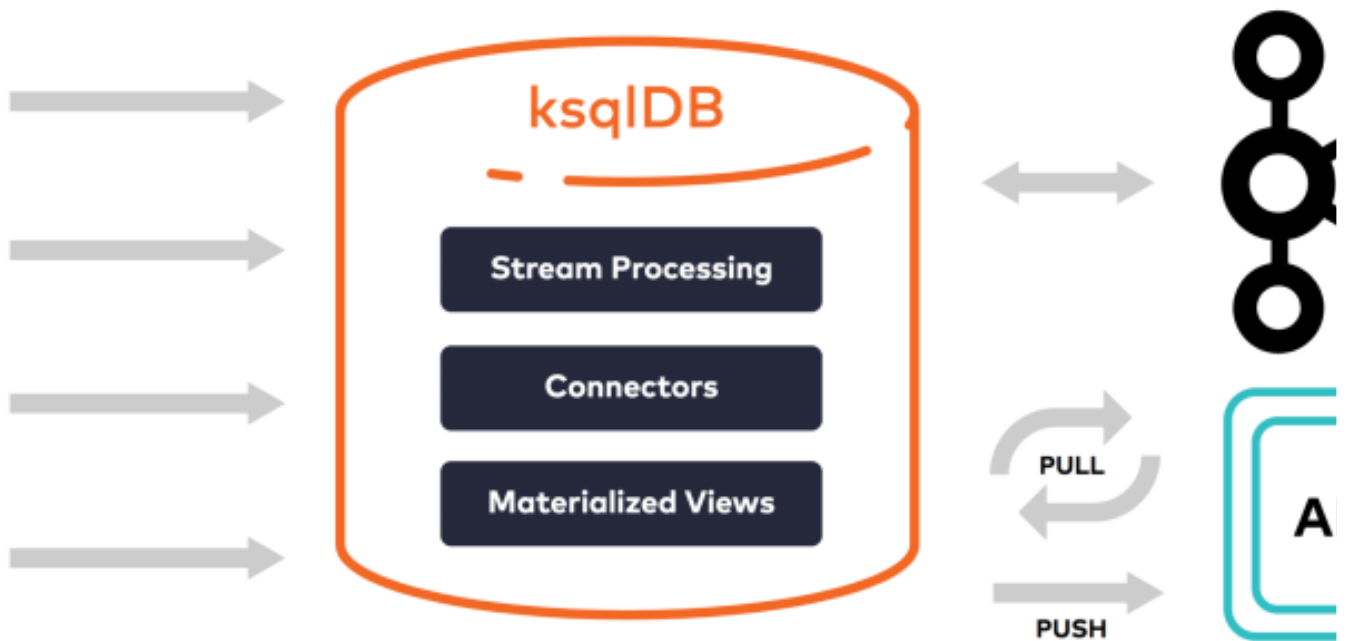 ksqlDB
Stream Processing
Connectors
Materialized Views
PULL
PUSH